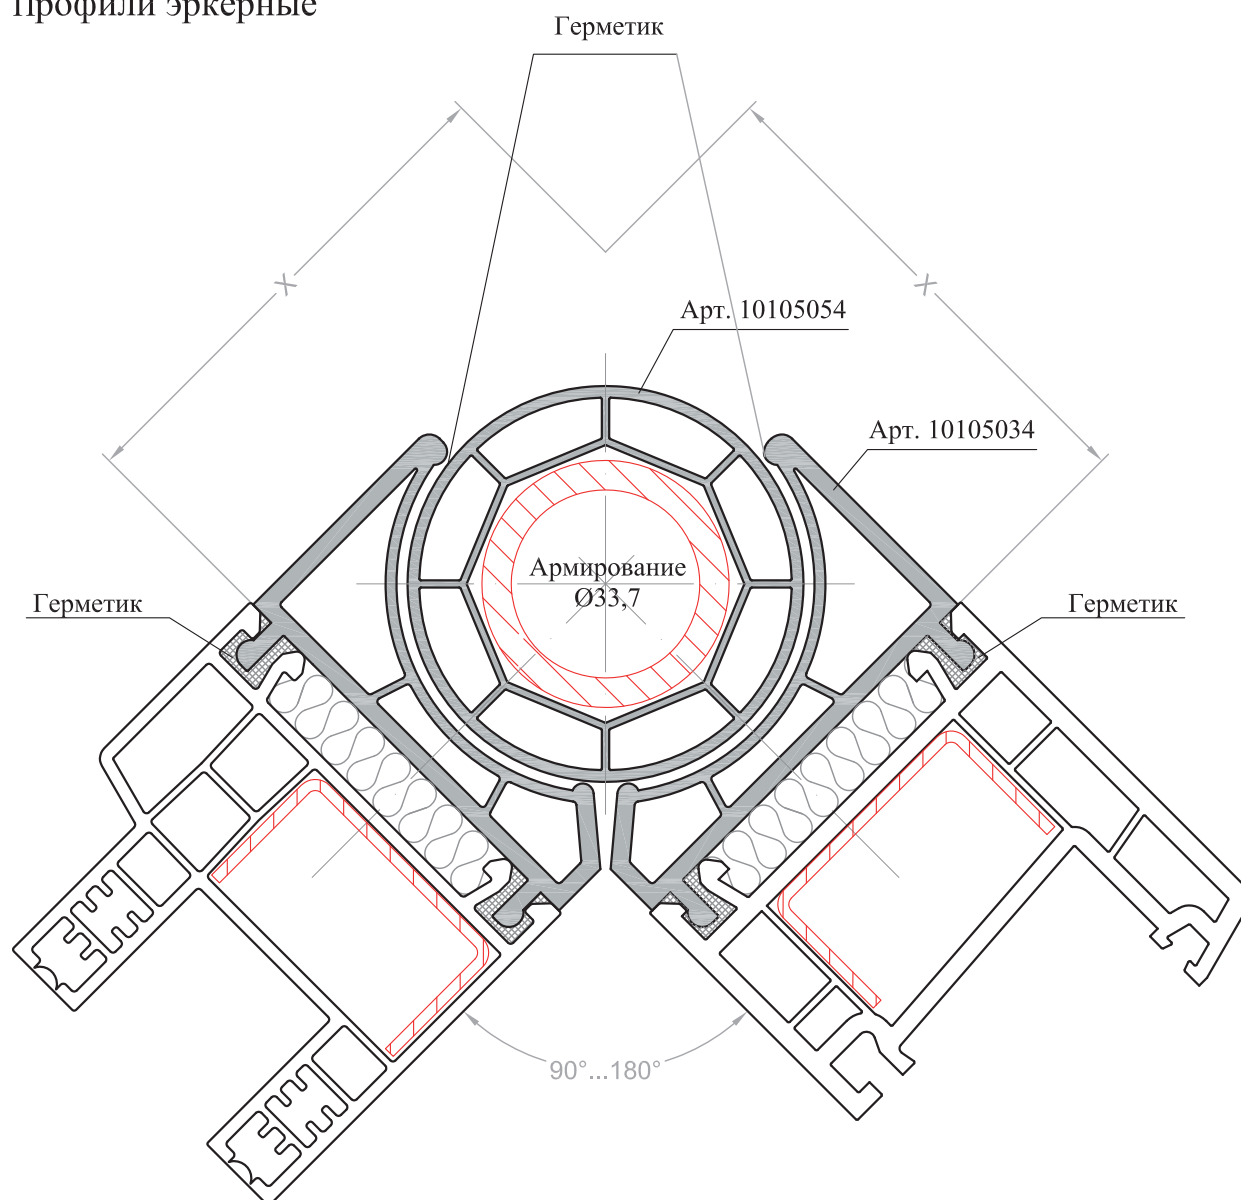 Профили эркерные
Герметик
X
X
Арт. 10105054
Арт. 10105034
Армирование
Ø33,7
Герметик
Герметик
90°...180°